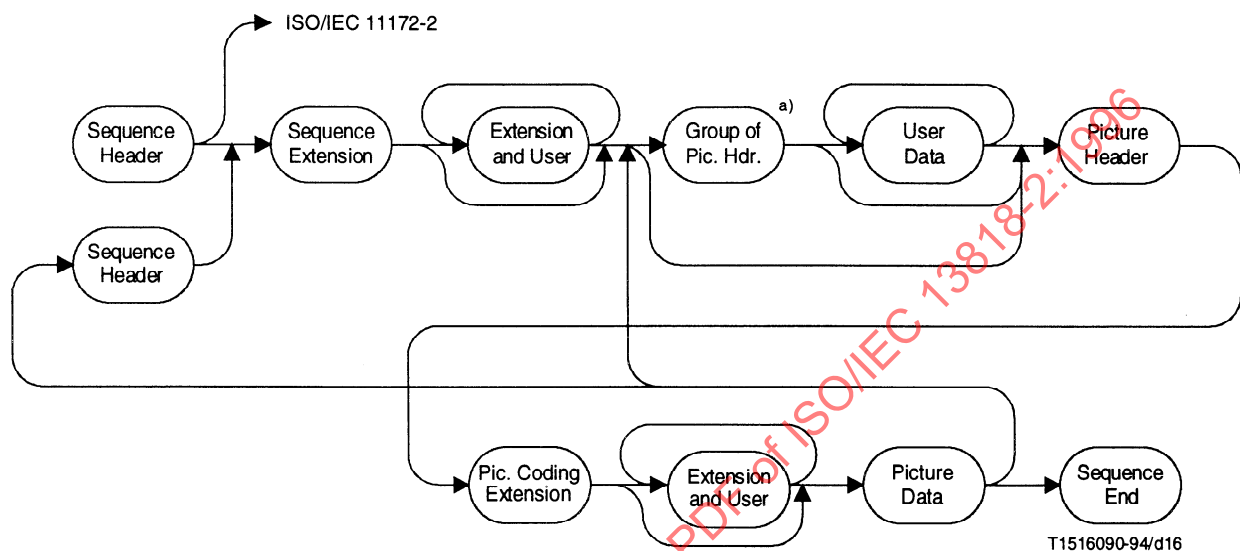 ISO/IEC 11172-2
Sequence
Header
Sequence
Extension
Extension
and User
Group of
Pic. Hdr.
a)
User
Data
Picture
Header
Sequence
Header
Pic. Coding
Extension
Extension
and User
Picture
Data
Sequence
End
T1516090-94/d16
PDF of ISO/IEC 13818-2:1996